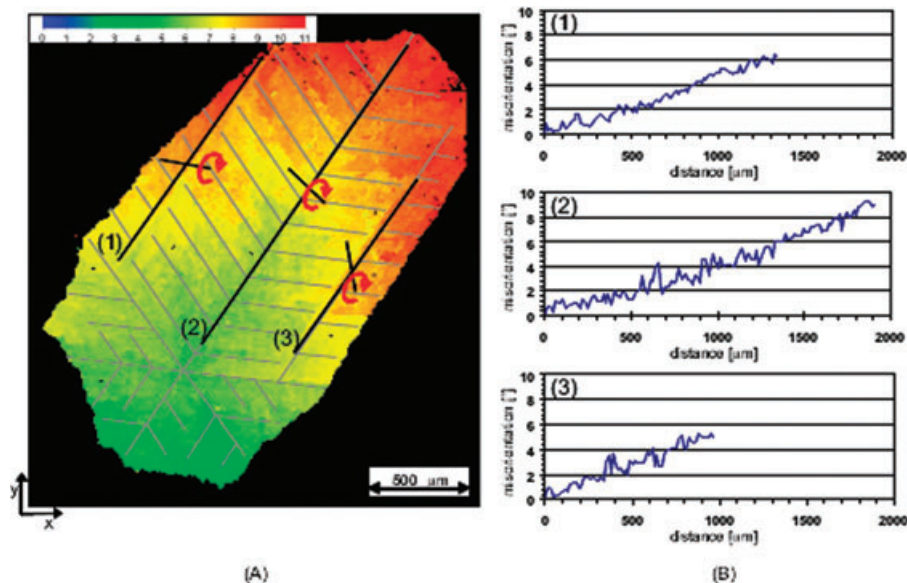 0 1 2 3 4 5 6 7 8 9 10 11
(1)
(2)
(3)
500 µm
y
x
(A)
(1)
misorientation [°]
10
8
6
4
2
0
0 500 1000 1500 2000
distance [µm]
(2)
misorientation [°]
10
8
6
4
2
0
0 500 1000 1500 2000
distance [µm]
(3)
misorientation [°]
10
8
6
4
2
0
0 500 1000 1500 2000
distance [µm]
(B)